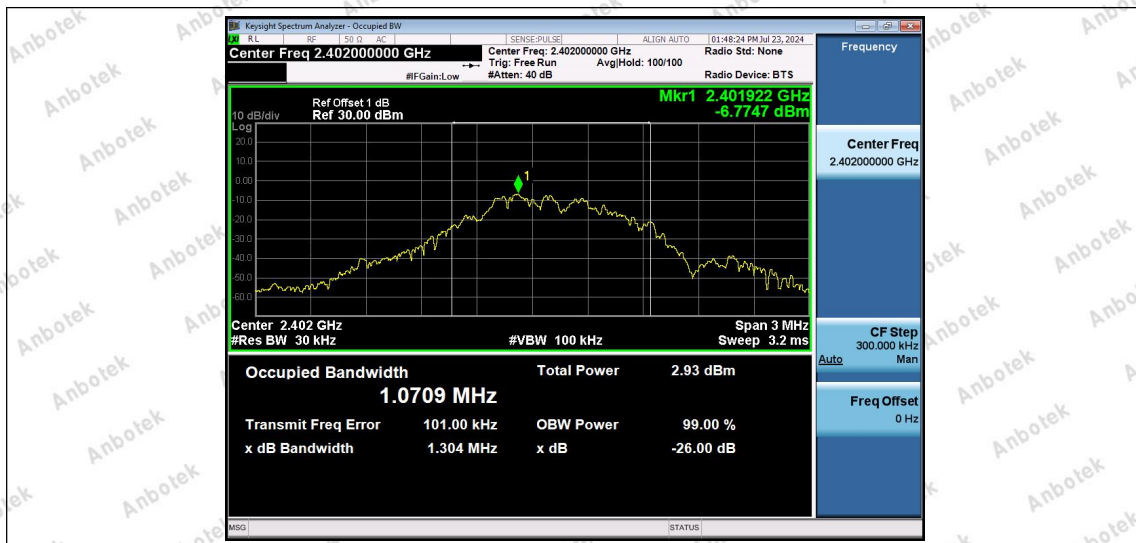 Keysight Spectrum Analyzer - Occupied BW
RL RF 50 Ω AC SENSE:PULSE ALIGN AUTO 01:48:24 PM Jul 23, 2024
Center Freq 2.402000000 GHz
Center Freq: 2.402000000 GHz Radio Std: None
Trig: Free Run Avg|Hold: 100/100
#IFGain:Low #Atten: 40 dB Radio Device: BTS
Ref Offset 1 dB Mkr1 2.401922 GHz
10 dB/div Ref 30.00 dBm -6.7747 dBm
Log
20.0
10.0
0.00
-10.0
-20.0
-30.0
-40.0
-50.0
-60.0
1
Center 2.402 GHz Span 3 MHz
#Res BW 30 kHz #VBW 100 kHz Sweep 3.2 ms
Occupied Bandwidth Total Power 2.93 dBm
1.0709 MHz
Transmit Freq Error 101.00 kHz OBW Power 99.00 %
x dB Bandwidth 1.304 MHz x dB -26.00 dB
MSG STATUS
Frequency
Center Freq
2.402000000 GHz
CF Step
300.000 kHz
Auto Man
Freq Offset
0 Hz
Anbotek